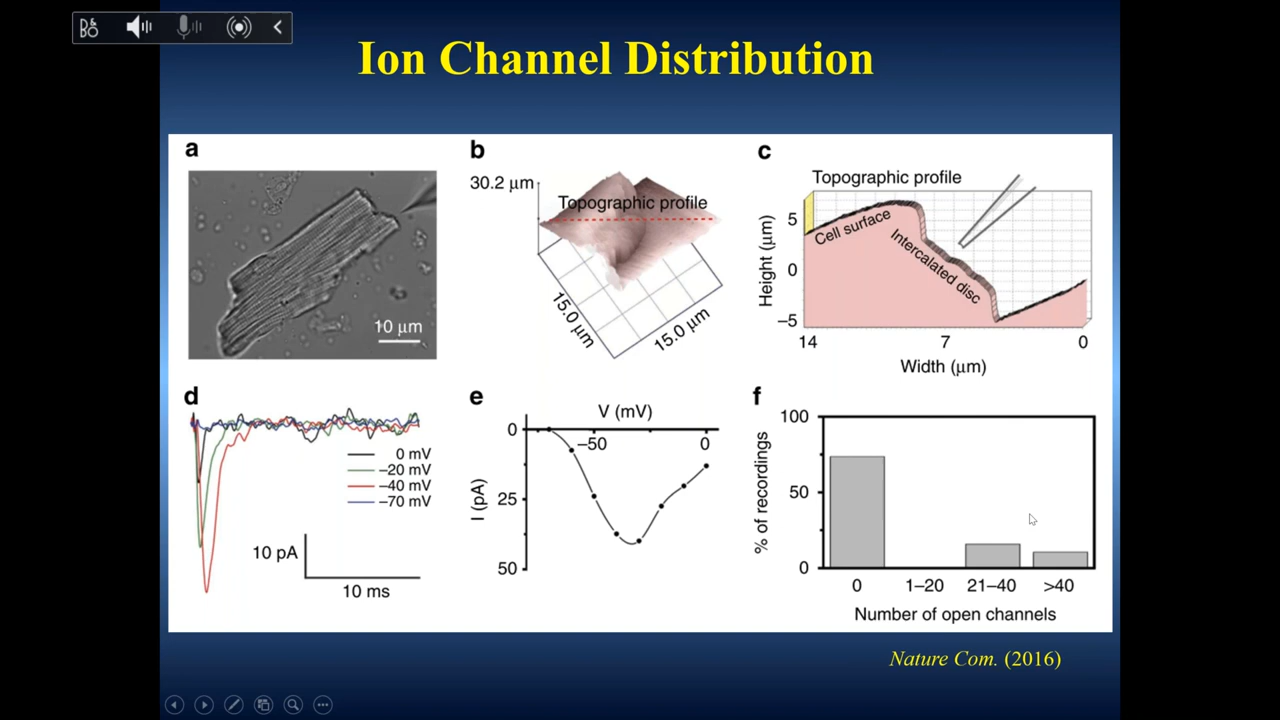 B&
BO
Ion Channel Distribution
a
10 μm
b
30.2 μm
Topographic profile
15.0 μm
15.0 μm
c
Topographic profile
Height (μm)
5
0
–5
Cell surface
Intercalated disc
14 7 0
Width (μm)
d
0 mV
–20 mV
–40 mV
–70 mV
10 pA
10 ms
e
V (mV)
0 –50 0
25
50
I (pA)
f
% of recordings
100
50
0
0 1–20 21–40 >40
Number of open channels
Nature Com. (2016)